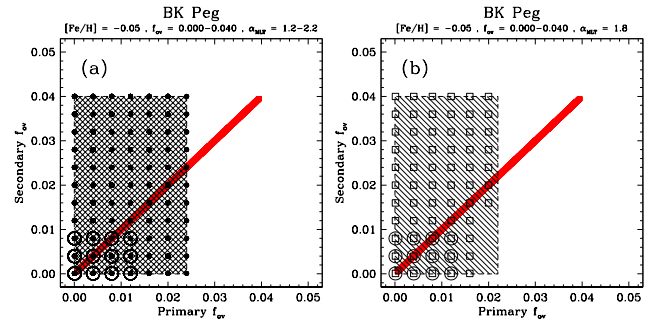 BK Peg
[Fe/H] = −0.05 , f_ov = 0.000−0.040 , α_MLT = 1.2−2.2
(a)
0.05
0.04
0.03
0.02
0.01
0.00
Secondary f_ov
0.00 0.01 0.02 0.03 0.04 0.05
Primary f_ov
BK Peg
[Fe/H] = −0.05 , f_ov = 0.000−0.040 , α_MLT = 1.8
(b)
0.05
0.04
0.03
0.02
0.01
0.00
Secondary f_ov
0.00 0.01 0.02 0.03 0.04 0.05
Primary f_ov